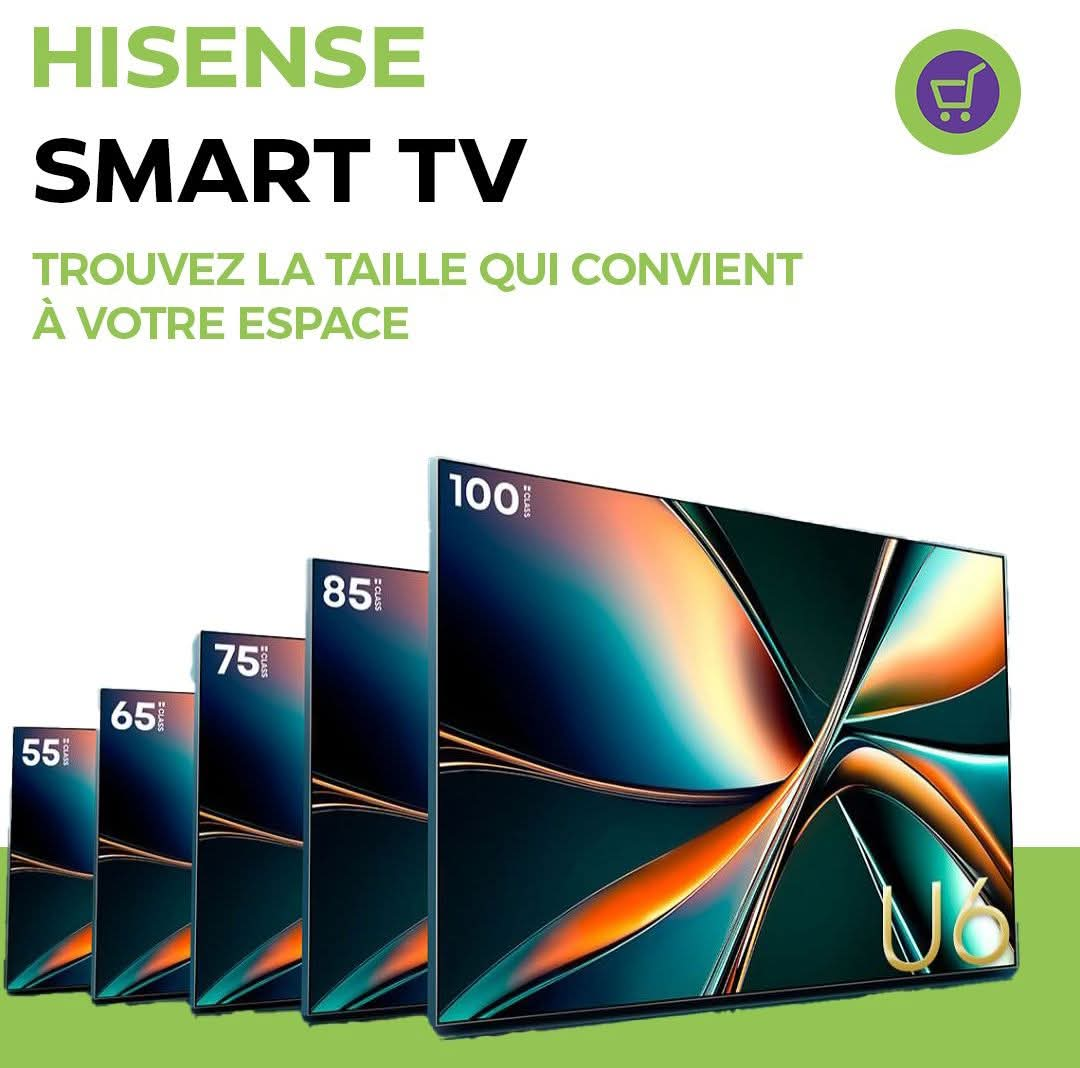 HISENSE
SMART TV
TROUVEZ LA TAILLE QUI CONVIENT
À VOTRE ESPACE
100" CLASS
85" CLASS
75" CLASS
65" CLASS
55" CLASS
U6